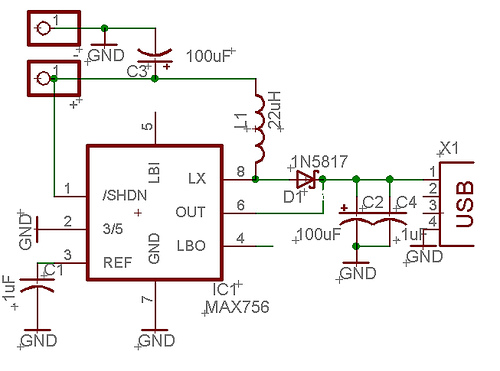 1
-
GND
100uF
C3
+
1
+
L1
22uH
5
LBI
1N5817
X1
1
/SHDN
LX
8
D1
1
2
3
4
USB
2
3/5
OUT
6
+
C2
C4
GND
GND
LBO
4
100uF
.1uF
GND
3
REF
C1
.1uF
IC1
MAX756
GND
7
GND
GND